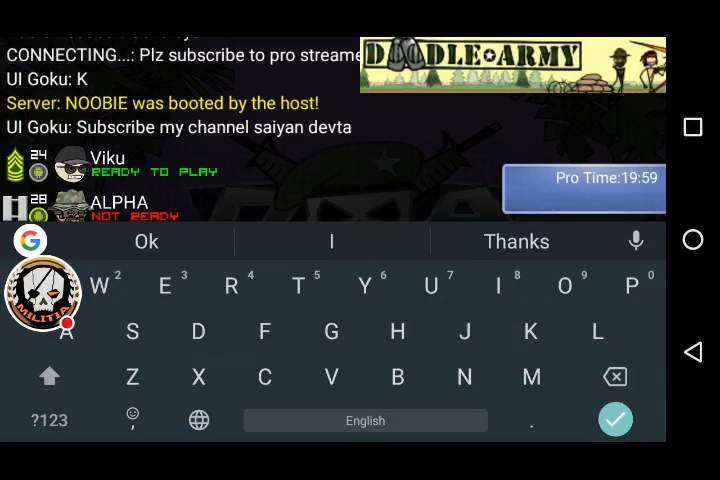 CONNECTING...: Plz subscribe to pro streame
UI Goku: K
Server: NOOBIE was booted by the host!
UI Goku: Subscribe my channel saiyan devta
DOODLE ARMY
24 Viku
READY TO PLAY
28 ALPHA
NOT READY
Pro Time:19:59
Ok I Thanks
W 2 E 3 R 4 T 5 Y 6 U 7 I 8 O 9 P 0
MILITIA
A S D F G H J K L
Z X C V B N M
?123 , English .